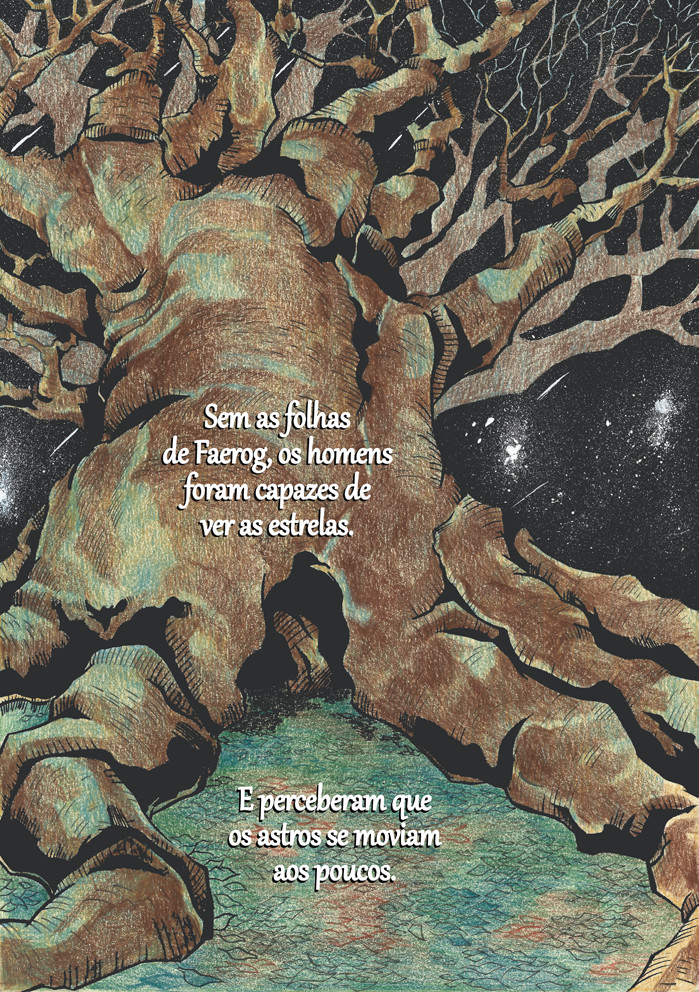 Sem as folhas
de Faerog, os homens
foram capazes de
ver as estrelas.
E perceberam que
os astros se moviam
aos poucos.